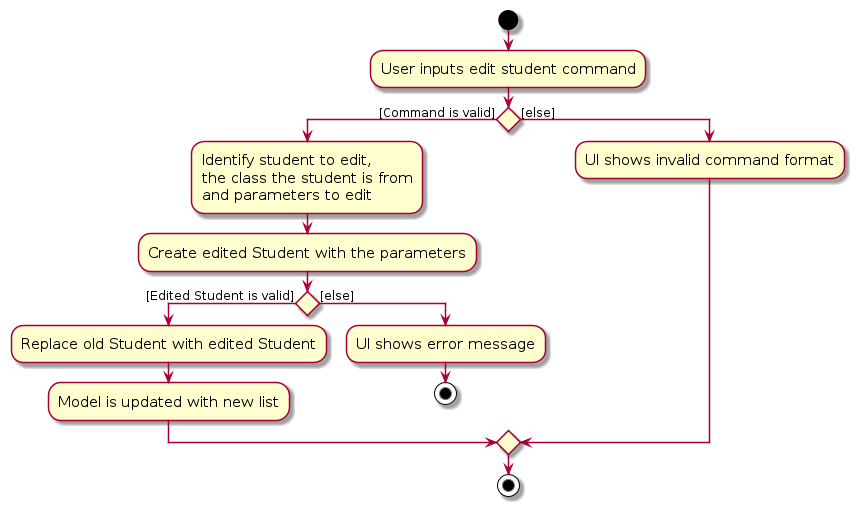 User inputs edit student command
[Command is valid]
[else]
Identify student to edit,
the class the student is from
and parameters to edit
UI shows invalid command format
Create edited Student with the parameters
[Edited Student is valid]
[else]
Replace old Student with edited Student
UI shows error message
Model is updated with new list